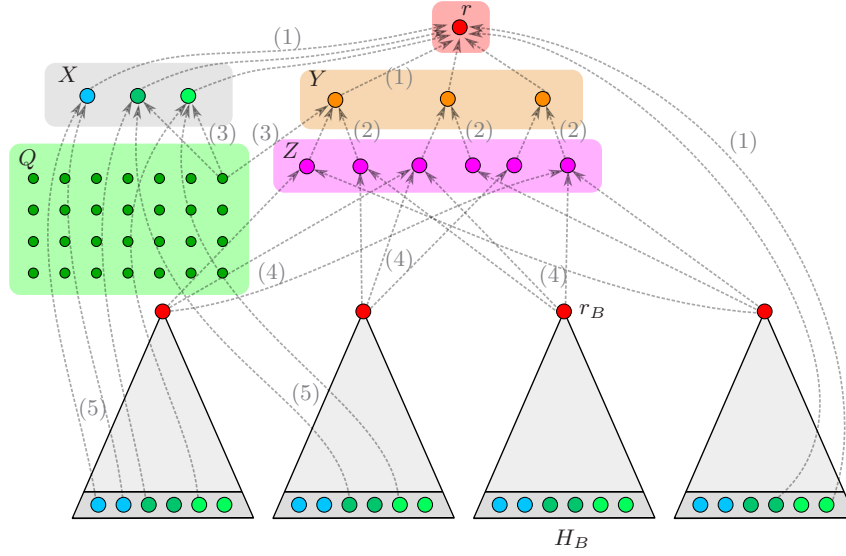 r
(1)
X
Y
(1)
(3)
(3)
(2)
(2)
(2)
(1)
Q
Z
(4)
(4)
(4)
r_B
(5)
(5)
H_B